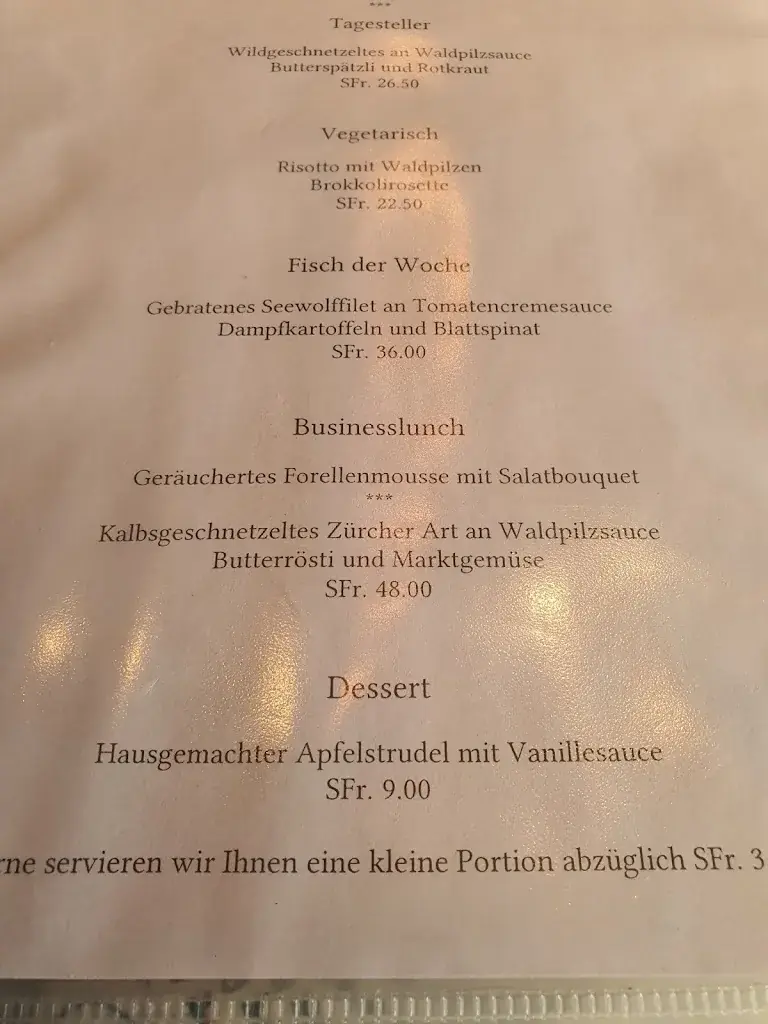 ***
Tagesteller
Wildgeschnetzeltes an Waldpilzsauce
Butterspätzli und Rotkraut
SFr. 26.50
Vegetarisch
Risotto mit Waldpilzen
Brokkolirosette
SFr. 22.50
Fisch der Woche
Gebratenes Seewolffilet an Tomatencremesauce
Dampfkartoffeln und Blattspinat
SFr. 36.00
Businesslunch
Geräuchertes Forellenmousse mit Salatbouquet
***
Kalbsgeschnetzeltes Zürcher Art an Waldpilzsauce
Butterrösti und Marktgemüse
SFr. 48.00
Dessert
Hausgemachter Apfelstrudel mit Vanillesauce
SFr. 9.00
rne servieren wir Ihnen eine kleine Portion abzüglich SFr. 3